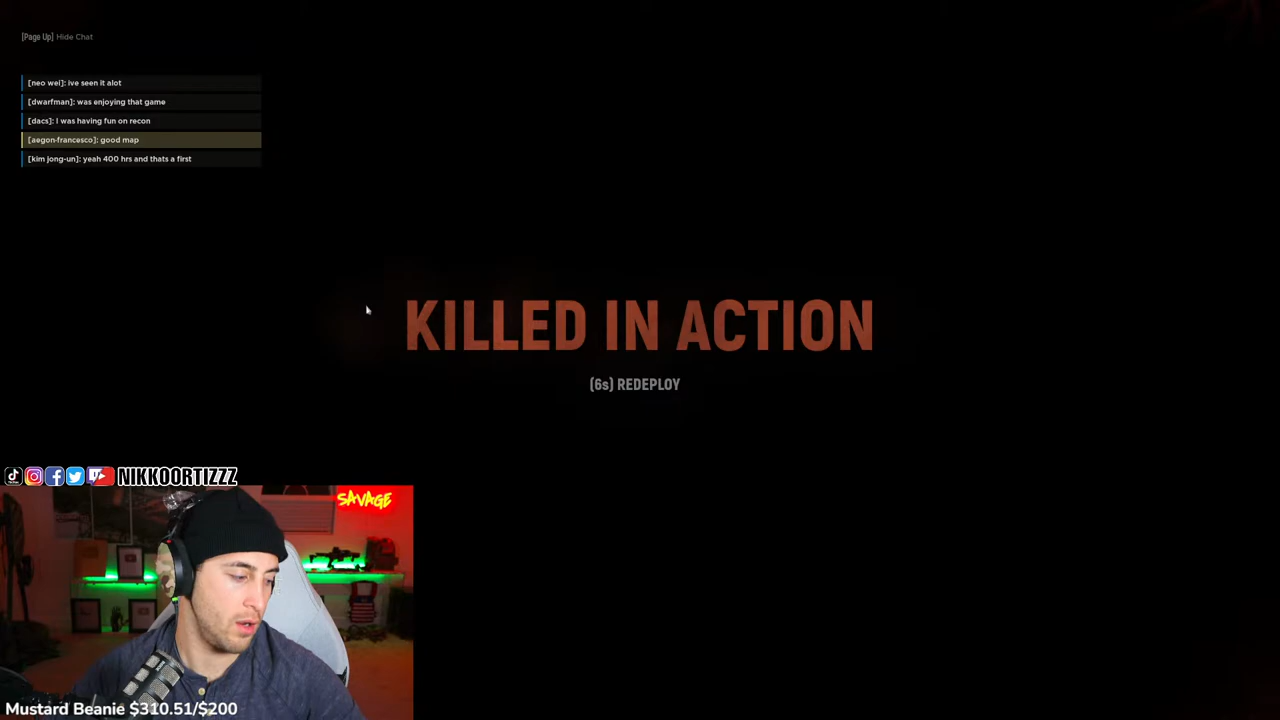 [Page Up] Hide Chat
[neo wei]: ive seen it alot
[dwarfman]: was enjoying that game
[dacs]: I was having fun on recon
[aegon-francesco]: good map
[kim jong-un]: yeah 400 hrs and thats a first
KILLED IN ACTION
(6s) REDEPLOY
NIKKOORTIZZZ
SAVAGE
Mustard Beanie $310.51/$200